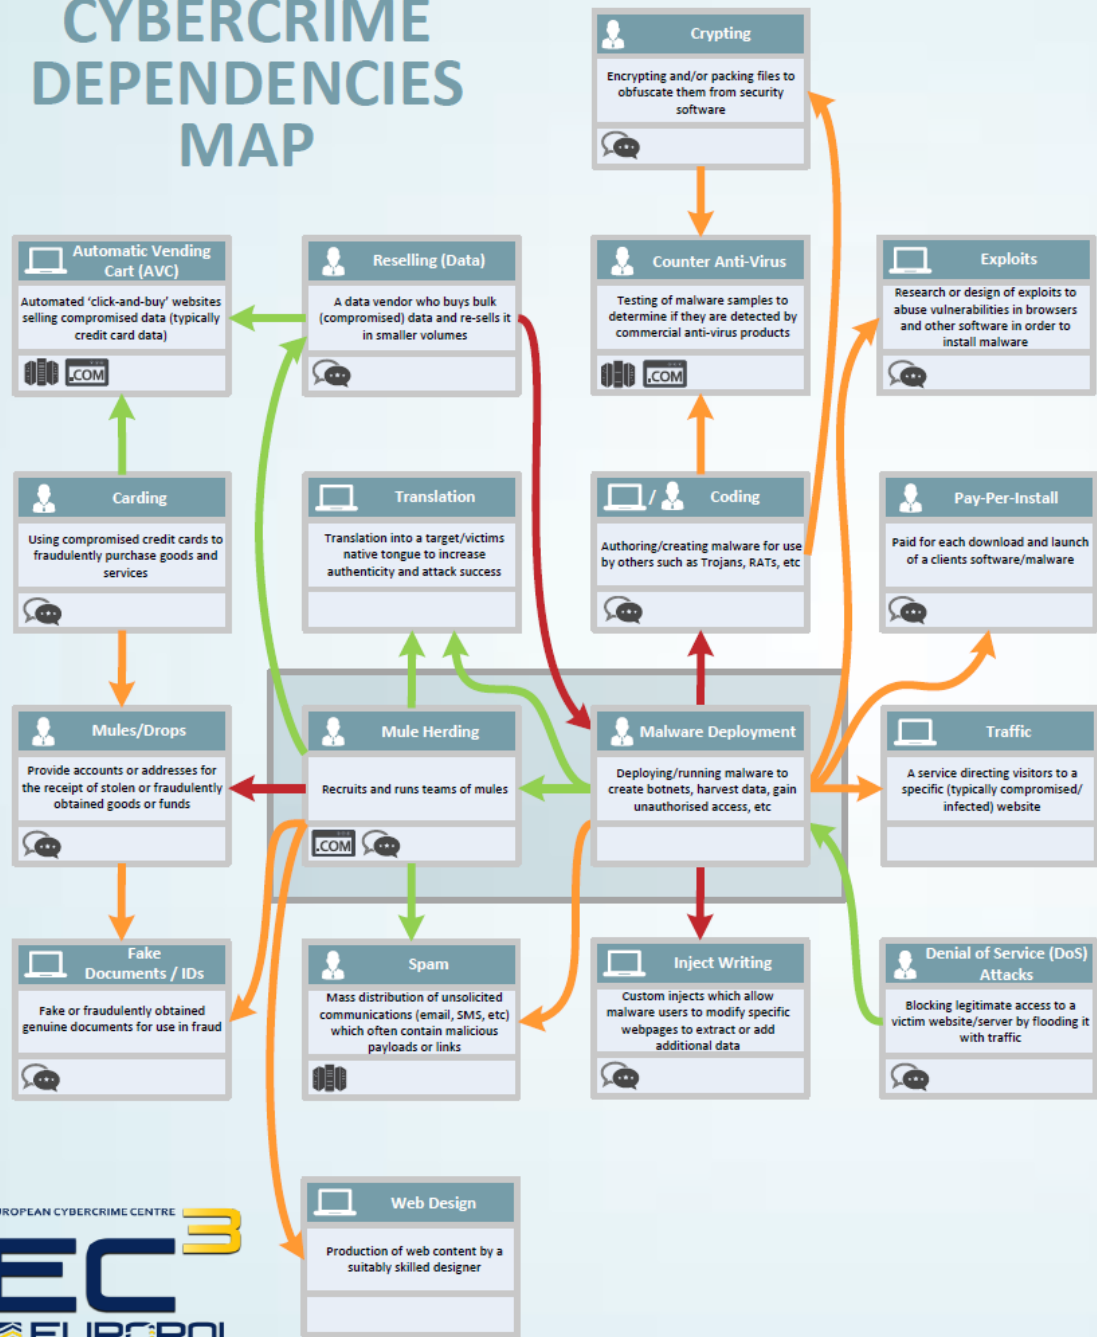 CYBERCRIME
DEPENDENCIES
MAP
Crypting
Encrypting and/or packing files to
obfuscate them from security
software
Automatic Vending
Cart (AVC)
Automated ‘click-and-buy’ websites
selling compromised data (typically
credit card data)
.COM
Reselling (Data)
A data vendor who buys bulk
(compromised) data and re-sells it
in smaller volumes
Counter Anti-Virus
Testing of malware samples to
determine if they are detected by
commercial anti-virus products
.COM
Exploits
Research or design of exploits to
abuse vulnerabilities in browsers
and other software in order to
install malware
Carding
Using compromised credit cards to
fraudulently purchase goods and
services
Translation
Translation into a target/victims
native tongue to increase
authenticity and attack success
/ Coding
Authoring/creating malware for use
by others such as Trojans, RATs, etc
Pay-Per-Install
Paid for each download and launch
of a clients software/malware
Mules/Drops
Provide accounts or addresses for
the receipt of stolen or fraudulently
obtained goods or funds
Mule Herding
Recruits and runs teams of mules
.COM
Malware Deployment
Deploying/running malware to
create botnets, harvest data, gain
unauthorised access, etc
Traffic
A service directing visitors to a
specific (typically compromised/
infected) website
Fake
Documents / IDs
Fake or fraudulently obtained
genuine documents for use in fraud
Spam
Mass distribution of unsolicited
communications (email, SMS, etc)
which often contain malicious
payloads or links
Inject Writing
Custom injects which allow
malware users to modify specific
webpages to extract or add
additional data
Denial of Service (DoS)
Attacks
Blocking legitimate access to a
victim website/server by flooding it
with traffic
Web Design
Production of web content by a
suitably skilled designer
UROPEAN CYBERCRIME CENTRE
EC3
EUROPOL